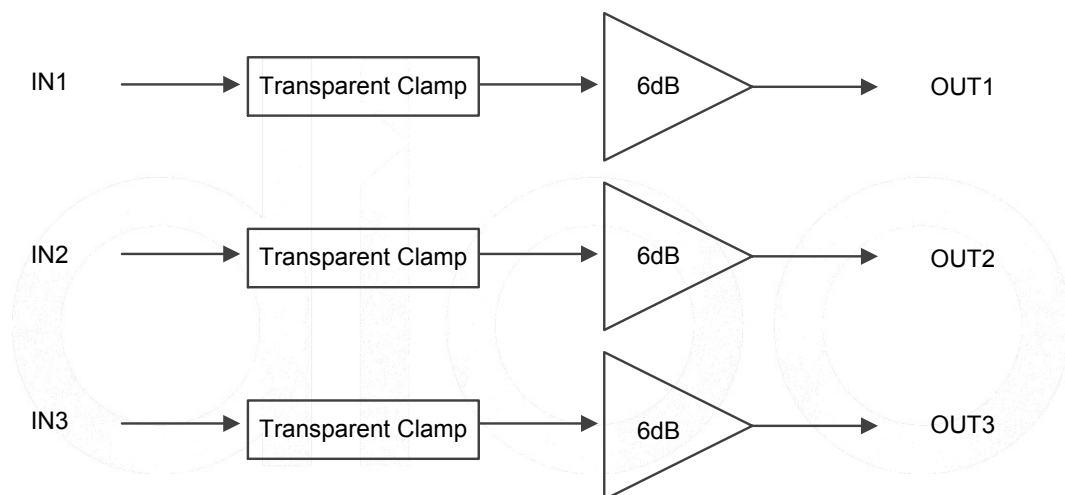 IN1 Transparent Clamp 6dB OUT1
IN2 Transparent Clamp 6dB OUT2
IN3 Transparent Clamp 6dB OUT3